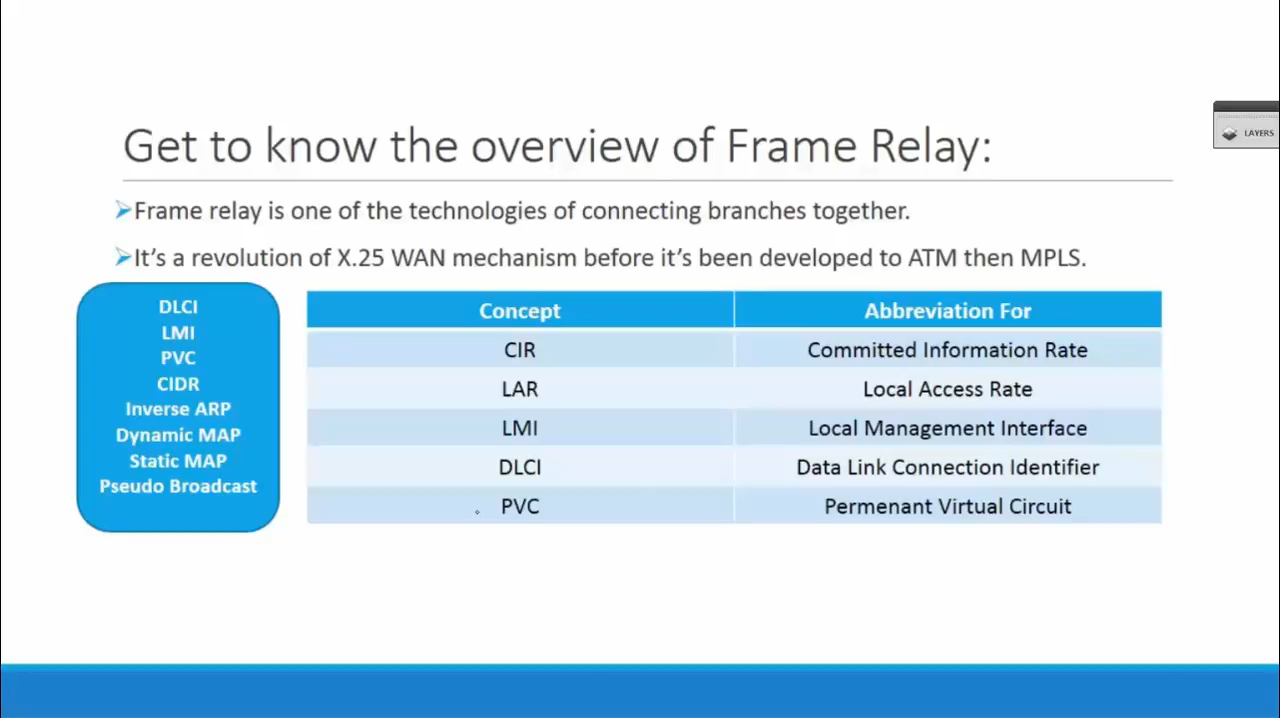 Get to know the overview of Frame Relay:
LAYERS
Frame relay is one of the technologies of connecting branches together.
It's a revolution of X.25 WAN mechanism before it's been developed to ATM then MPLS.
DLCI
LMI
PVC
CIDR
Inverse ARP
Dynamic MAP
Static MAP
Pseudo Broadcast
Concept Abbreviation For
CIR Committed Information Rate
LAR Local Access Rate
LMI Local Management Interface
DLCI Data Link Connection Identifier
PVC Permenant Virtual Circuit